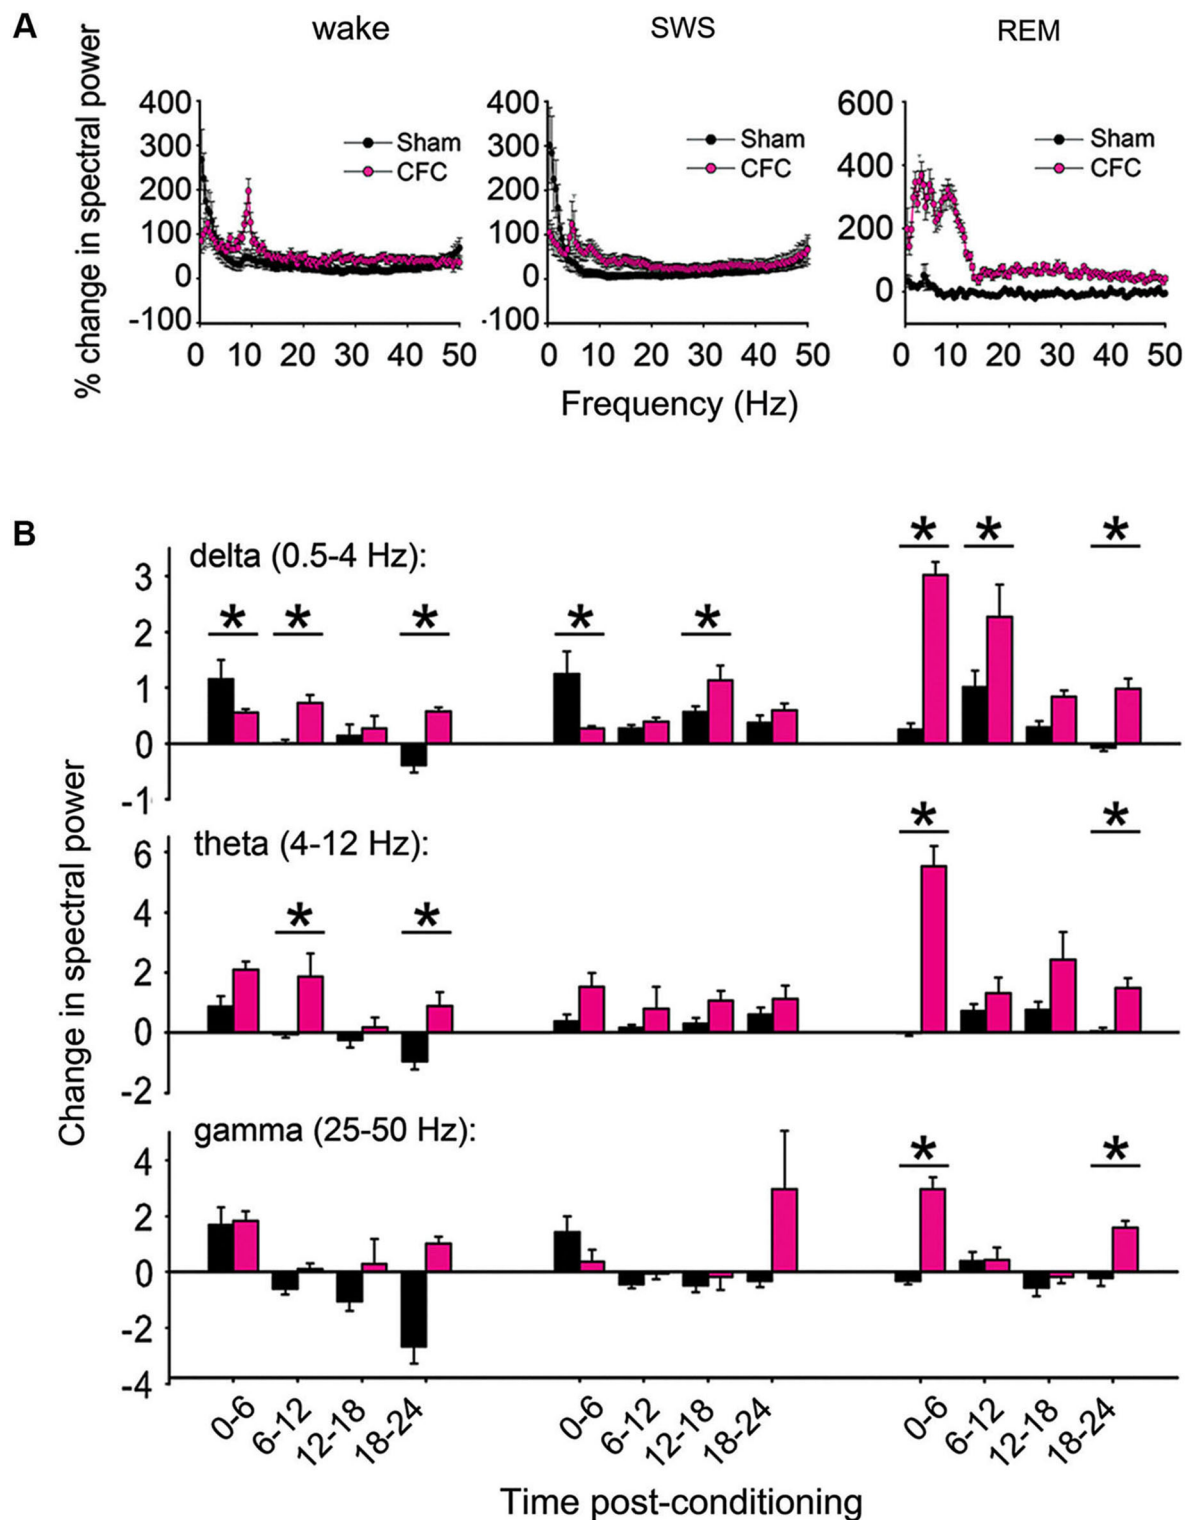 A
wake
SWS
REM
% change in spectral power
400
300
200
100
0
-100
Sham
CFC
0 10 20 30 40 50
400
300
200
100
0
-100
Sham
CFC
0 10 20 30 40 50
600
400
200
0
Sham
CFC
0 10 20 30 40 50
Frequency (Hz)
B
Change in spectral power
delta (0.5-4 Hz):
* * * * * * * *
3
2
1
0
-1
theta (4-12 Hz):
* * * *
6
4
2
0
-2
gamma (25-50 Hz):
* *
4
2
0
-2
-4
0-6 6-12 12-18 18-24 0-6 6-12 12-18 18-24 0-6 6-12 12-18 18-24
Time post-conditioning